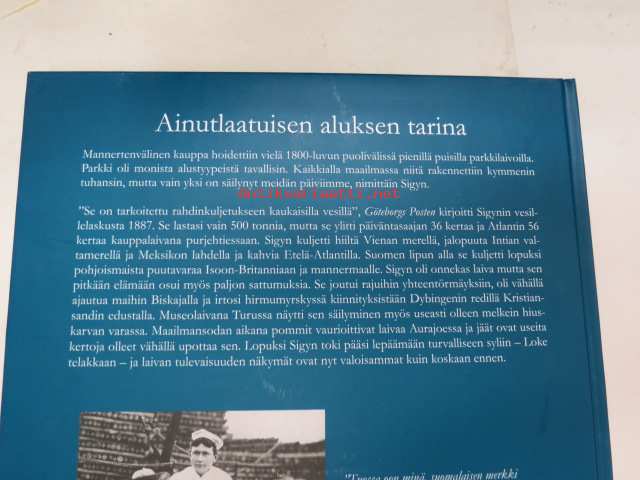 Ainutlaatuisen aluksen tarina
Mannertenvälinen kauppa hoidettiin vielä 1800-luvun puolivälissä pienillä puisilla parkkilaivoilla.
Parkki oli monista alustyypeistä tavallisin. Kaikkialla maailmassa niitä rakennettiin kymmenin
tuhansin, mutta vain yksi on säilynyt meidän päiviimme, nimittäin Sigyn.
"Se on tarkoitettu rahdinkuljetukseen kaukaisilla vesillä", Göteborgs Posten kirjoitti Sigynin vesil-
lelaskusta 1887. Se lastasi vain 500 tonnia, mutta se ylitti päiväntasaajan 36 kertaa ja Atlantin 56
kertaa kauppalaivana purjehtiessaan. Sigyn kuljetti hiiltä Vienan merellä, jalopuuta Intian val-
tamerellä ja Meksikon lahdella ja kahvia Etelä-Atlantilla. Suomen lipun alla se kuljetti lopuksi
pohjoismaista puutavaraa Isoon-Britanniaan ja mannermaalle. Sigyn oli onnekas laiva mutta sen
pitkään elämään osui myös paljon sattumuksia. Se joutui rajuihin yhteentörmäyksiin, oli vähällä
ajautua maihin Biskajalla ja irtosi hirmumyrskyssä kiinnityksistään Dybingenin redillä Kristian-
sandin edustalla. Museolaivana Turussa näytti sen säilyminen myös useasti olleen melkein hius-
karvan varassa. Maailmansodan aikana pommit vaurioittivat laivaa Aurajoessa ja jäät ovat useita
kertoja olleet vähällä upottaa sen. Lopuksi Sigyn toki pääsi lepäämään turvalliseen syliin – Loke
telakkaan – ja laivan tulevaisuuden näkymät ovat nyt valoisammat kuin koskaan ennen.
"Tuossa oon minä, suomalaisen merkki